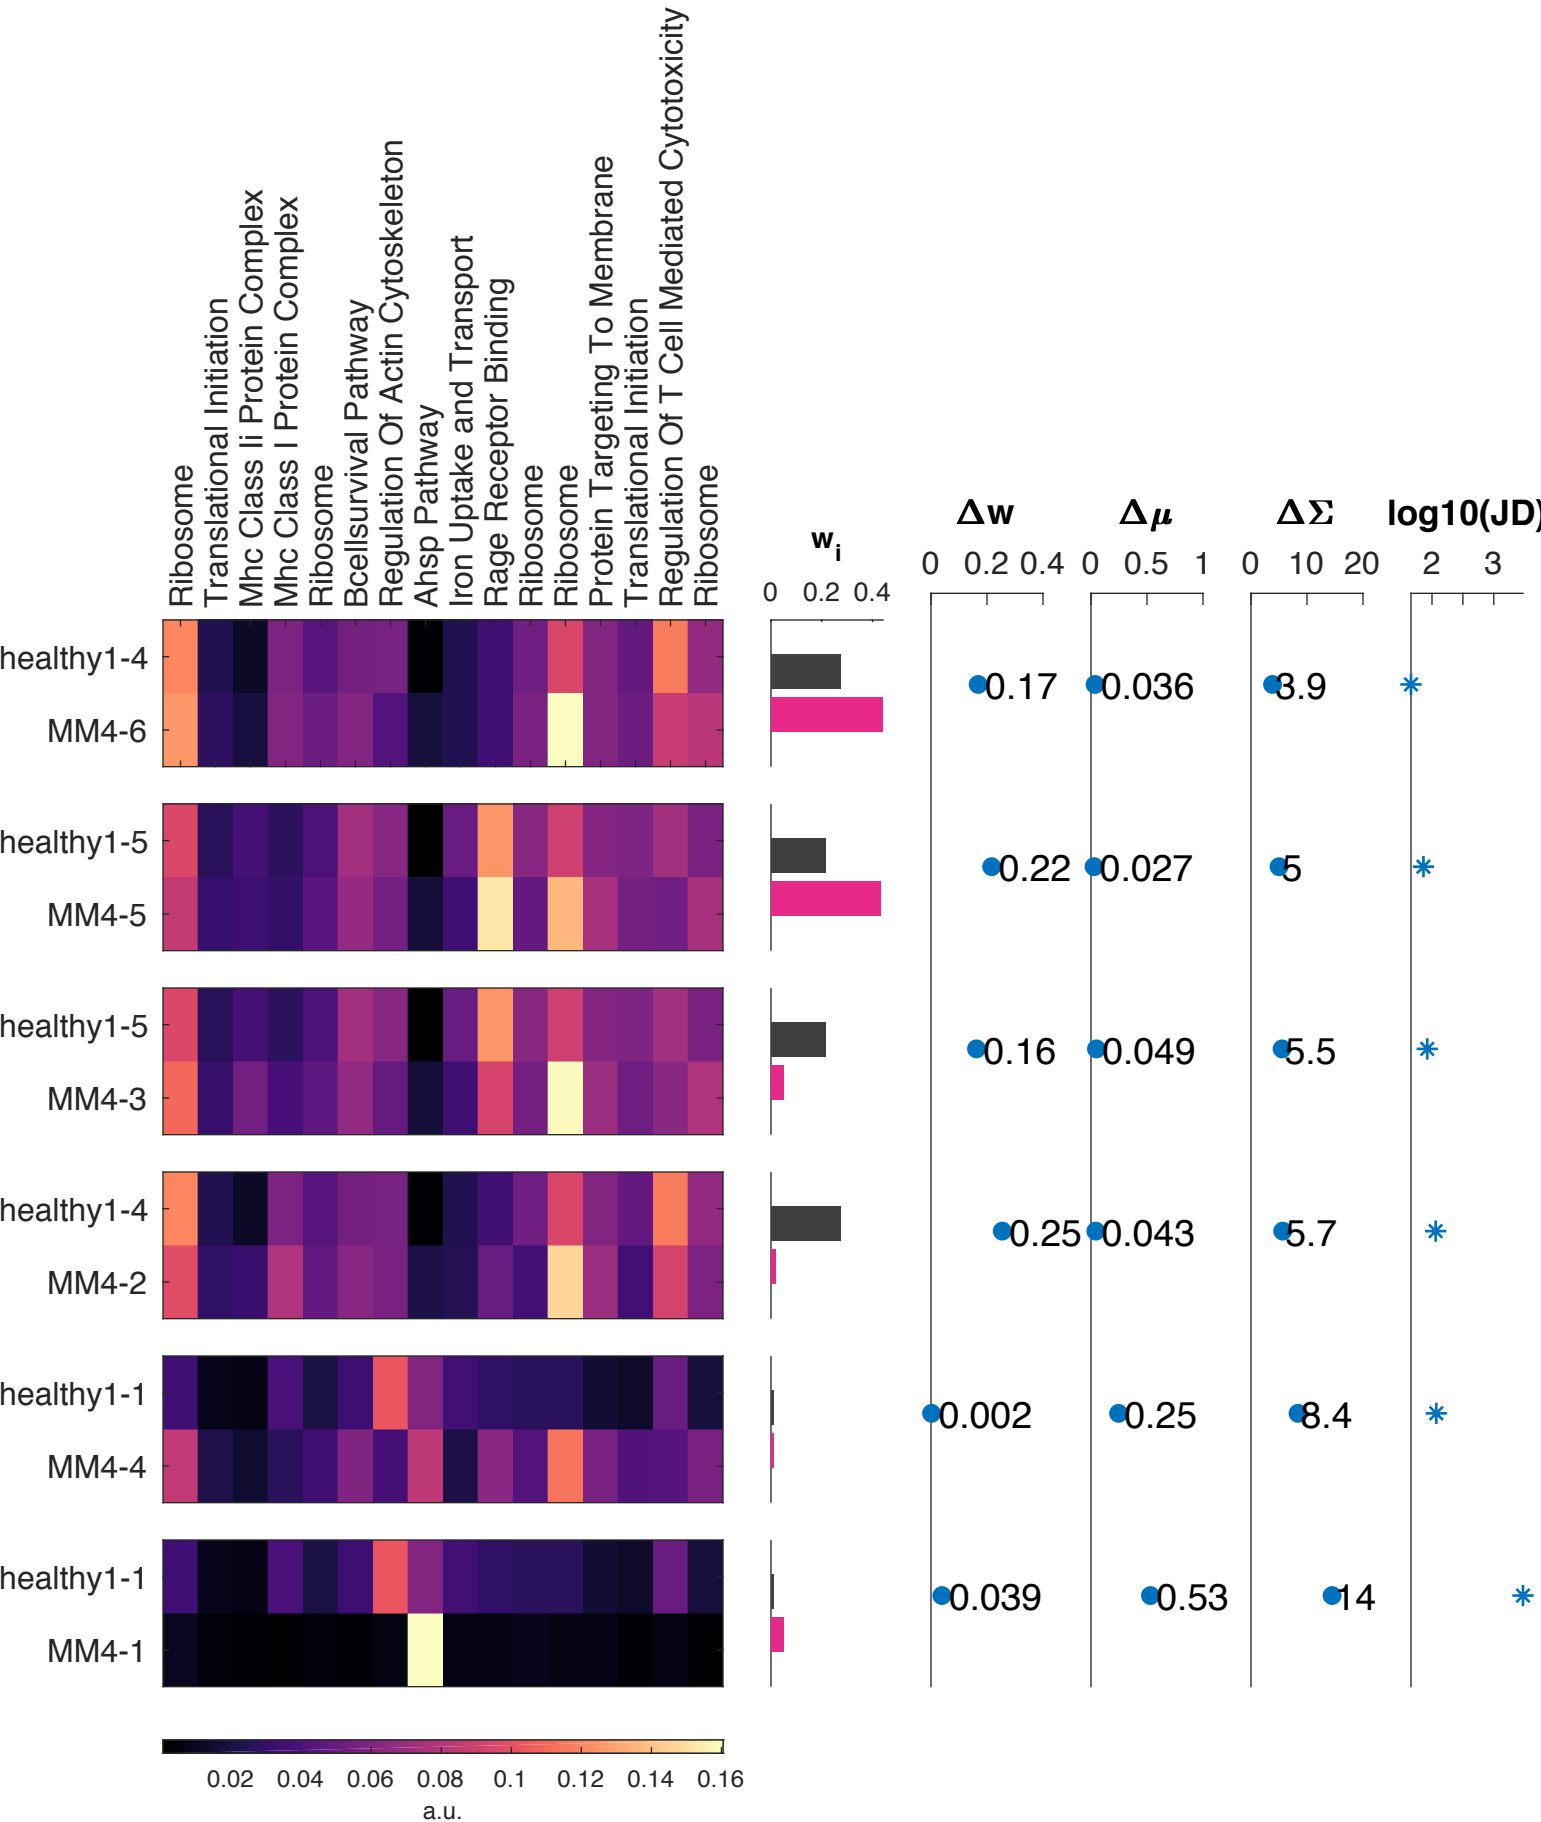 Ribosome
Translational Initiation
Mhc Class Ii Protein Complex
Mhc Class I Protein Complex
Ribosome
Bcellsurvival Pathway
Regulation Of Actin Cytoskeleton
Ahsp Pathway
Iron Uptake and Transport
Rage Receptor Binding
Ribosome
Ribosome
Protein Targeting To Membrane
Translational Initiation
Regulation Of T Cell Mediated Cytotoxicity
Ribosome
wi
0 0.2 0.4
Δw
0 0.2 0.4
Δμ
0 0.5 1
ΔΣ
0 10 20
log10(JD)
2 3
healthy1-4
MM4-6
0.17 0.036 3.9
healthy1-5
MM4-5
0.22 0.027 5
healthy1-5
MM4-3
0.16 0.049 5.5
healthy1-4
MM4-2
0.25 0.043 5.7
healthy1-1
MM4-4
0.002 0.25 8.4
healthy1-1
MM4-1
0.039 0.53 14
0.02 0.04 0.06 0.08 0.1 0.12 0.14 0.16
a.u.